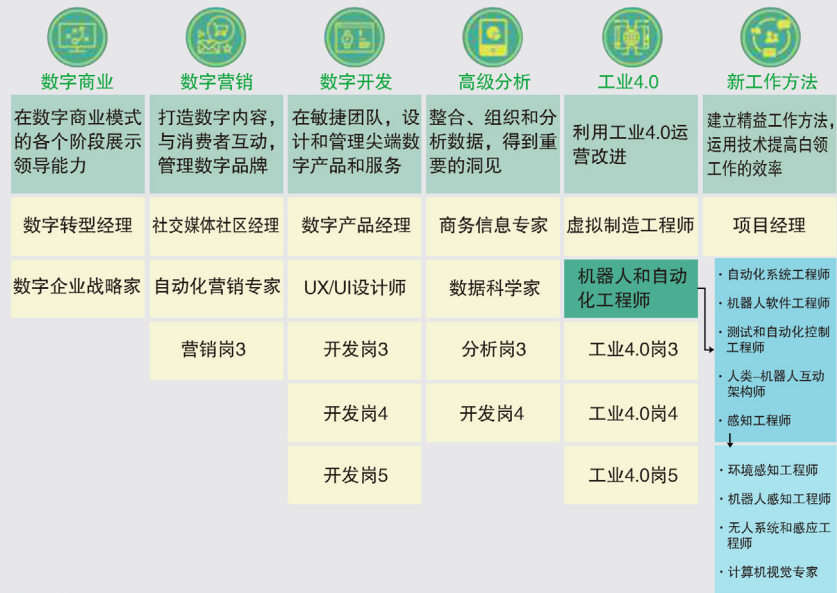 数字商业
数字营销
数字开发
高级分析
工业4.0
新工作方法
在数字商业模式
的各个阶段展示
领导能力
打造数字内容，
与消费者互动，
管理数字品牌
在敏捷团队，设
计和管理尖端数
字产品和服务
整合、组织和分
析数据，得到重
要的洞见
利用工业4.0运
营改进
建立精益工作方法，
运用技术提高白领
工作的效率
数字转型经理
社交媒体社区经理
数字产品经理
商务信息专家
虚拟制造工程师
项目经理
数字企业战略家
自动化营销专家
UX/UI设计师
数据科学家
机器人和自动
化工程师
营销岗3
开发岗3
分析岗3
工业4.0岗3
开发岗4
开发岗4
工业4.0岗4
开发岗5
工业4.0岗5
·自动化系统工程师
·机器人软件工程师
·测试和自动化控制
工程师
·人类–机器人互动
架构师
·感知工程师
·环境感知工程师
·机器人感知工程师
·无人系统和感应工
程师
·计算机视觉专家